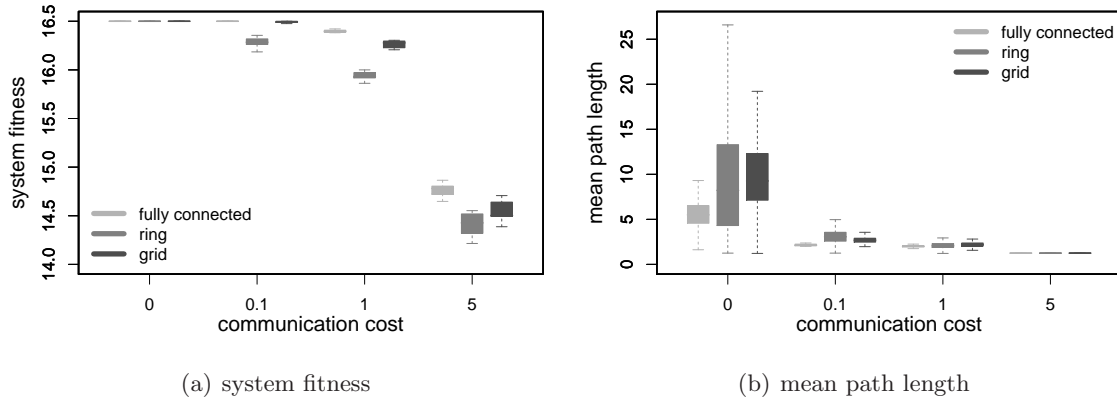 system fitness
14.0 14.5 15.0 15.5 16.0 16.5
fully connected
ring
grid
0 0.1 1 5
communication cost
(a) system fitness
mean path length
0 5 10 15 20 25
fully connected
ring
grid
0 0.1 1 5
communication cost
(b) mean path length